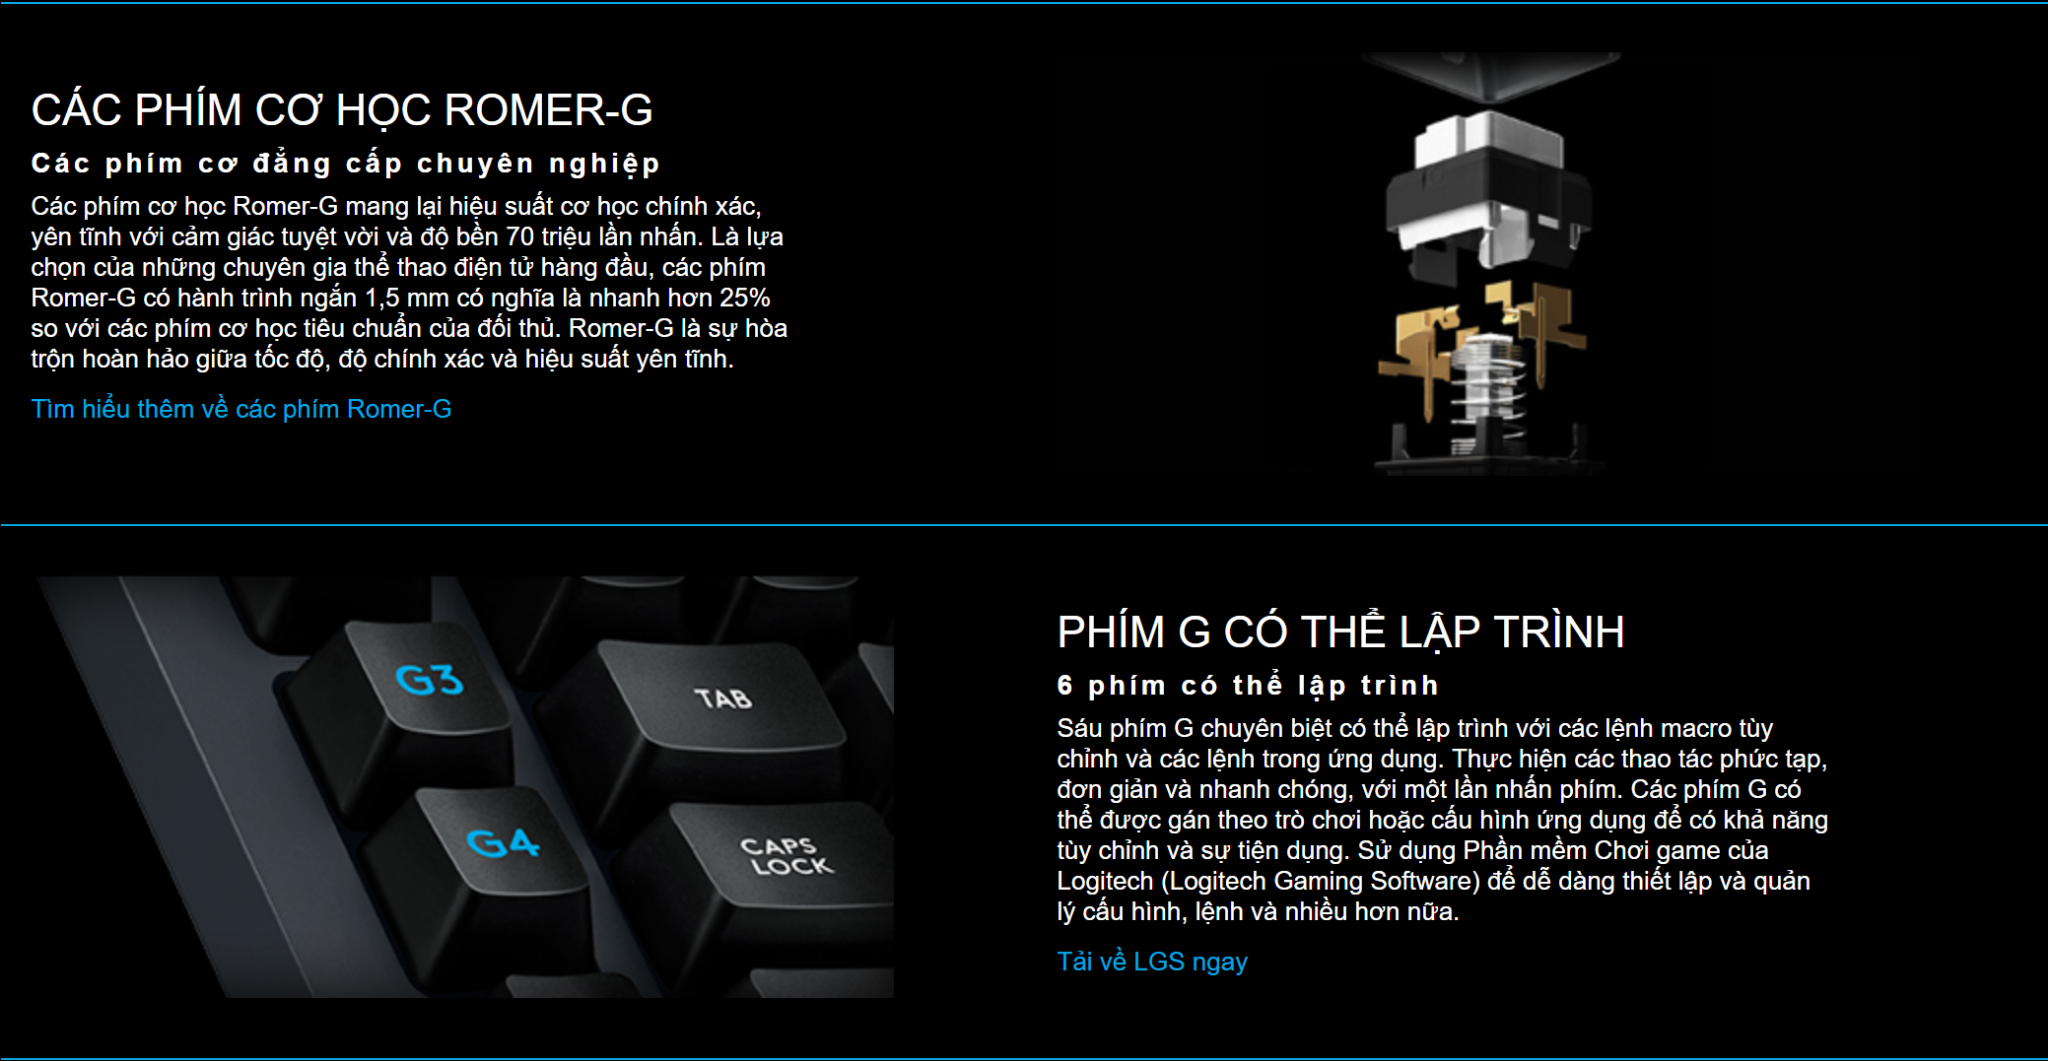 CÁC PHÍM CƠ HỌC ROMER-G
Các phím cơ đẳng cấp chuyên nghiệp
Các phím cơ học Romer-G mang lại hiệu suất cơ học chính xác,
yên tĩnh với cảm giác tuyệt vời và độ bền 70 triệu lần nhấn. Là lựa
chọn của những chuyên gia thể thao điện tử hàng đầu, các phím
Romer-G có hành trình ngắn 1,5 mm có nghĩa là nhanh hơn 25%
so với các phím cơ học tiêu chuẩn của đối thủ. Romer-G là sự hòa
trộn hoàn hảo giữa tốc độ, độ chính xác và hiệu suất yên tĩnh.
Tìm hiểu thêm về các phím Romer-G
G3
TAB
G4
CAPS
LOCK
PHÍM G CÓ THỂ LẬP TRÌNH
6 phím có thể lập trình
Sáu phím G chuyên biệt có thể lập trình với các lệnh macro tùy
chỉnh và các lệnh trong ứng dụng. Thực hiện các thao tác phức tạp,
đơn giản và nhanh chóng, với một lần nhấn phím. Các phím G có
thể được gán theo trò chơi hoặc cấu hình ứng dụng để có khả năng
tùy chỉnh và sự tiện dụng. Sử dụng Phần mềm Chơi game của
Logitech (Logitech Gaming Software) để dễ dàng thiết lập và quản
lý cấu hình, lệnh và nhiều hơn nữa.
Tải về LGS ngay